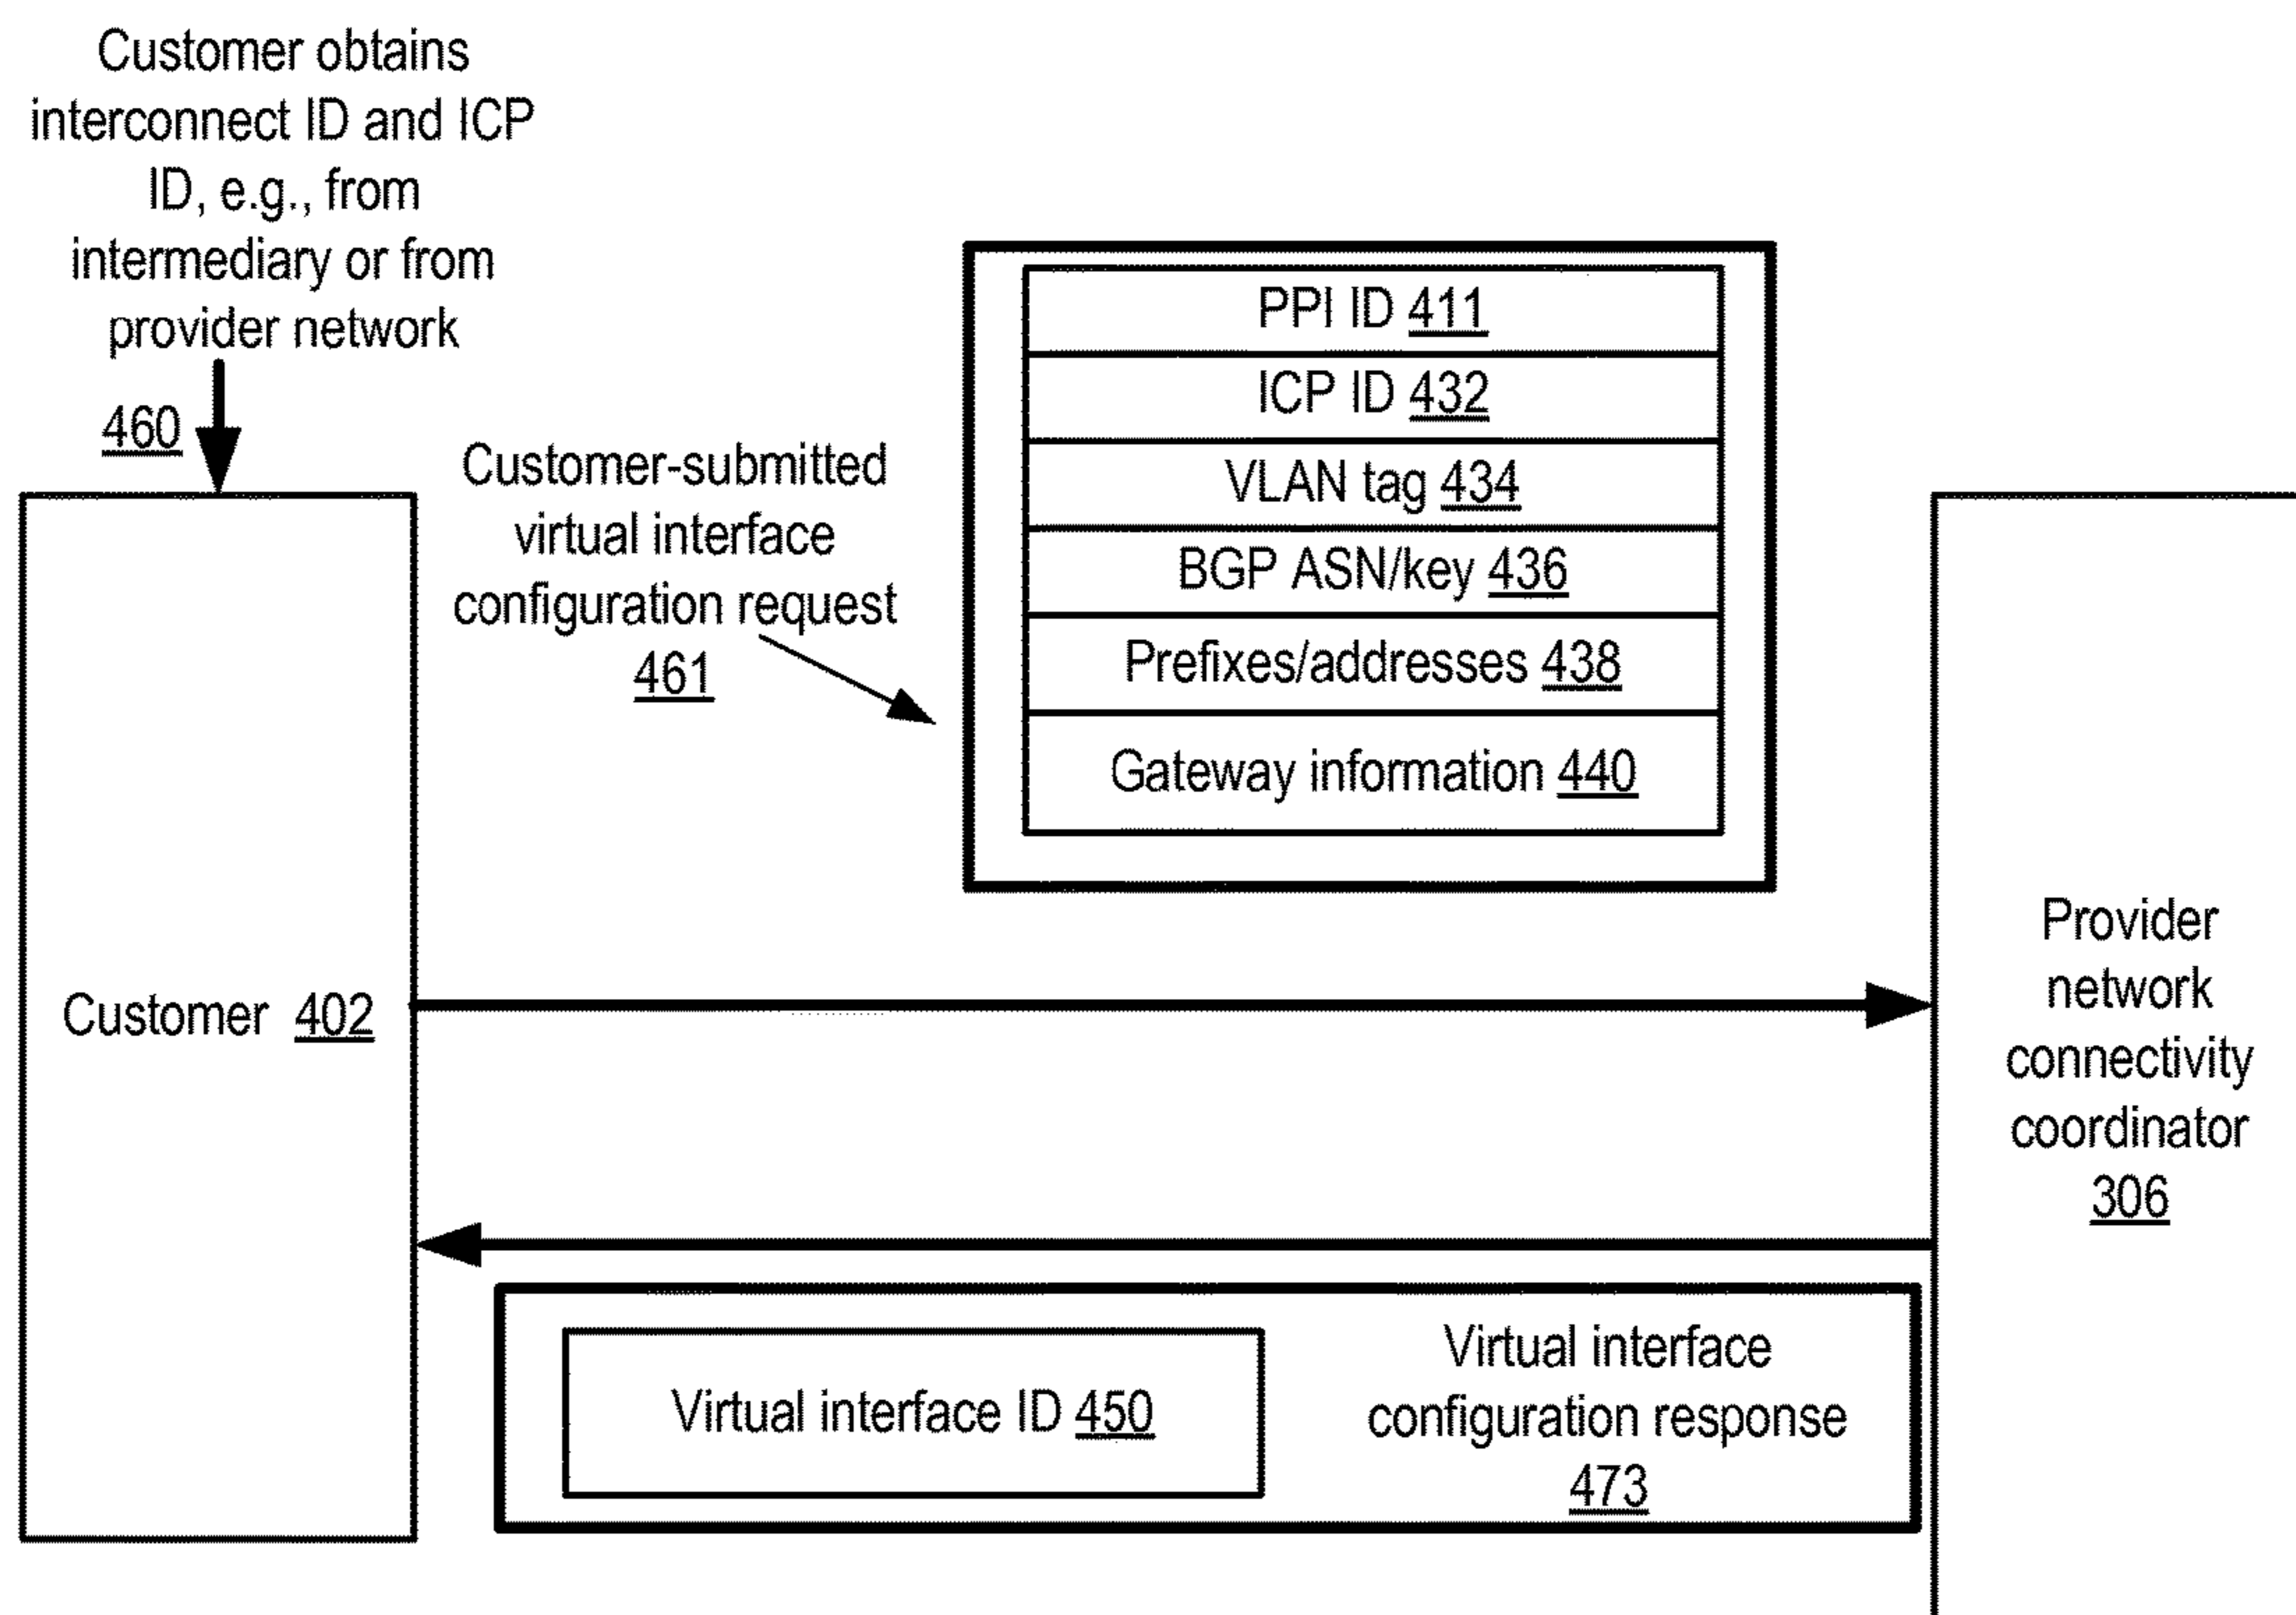 Customer obtains
interconnect ID and ICP
ID, e.g., from
intermediary or from
provider network
460
Customer-submitted
virtual interface
configuration request
461
PPI ID 411
ICP ID 432
VLAN tag 434
BGP ASN/key 436
Prefixes/addresses 438
Gateway information 440
Customer 402
Provider
network
connectivity
coordinator
306
Virtual interface ID 450
Virtual interface
configuration response
473